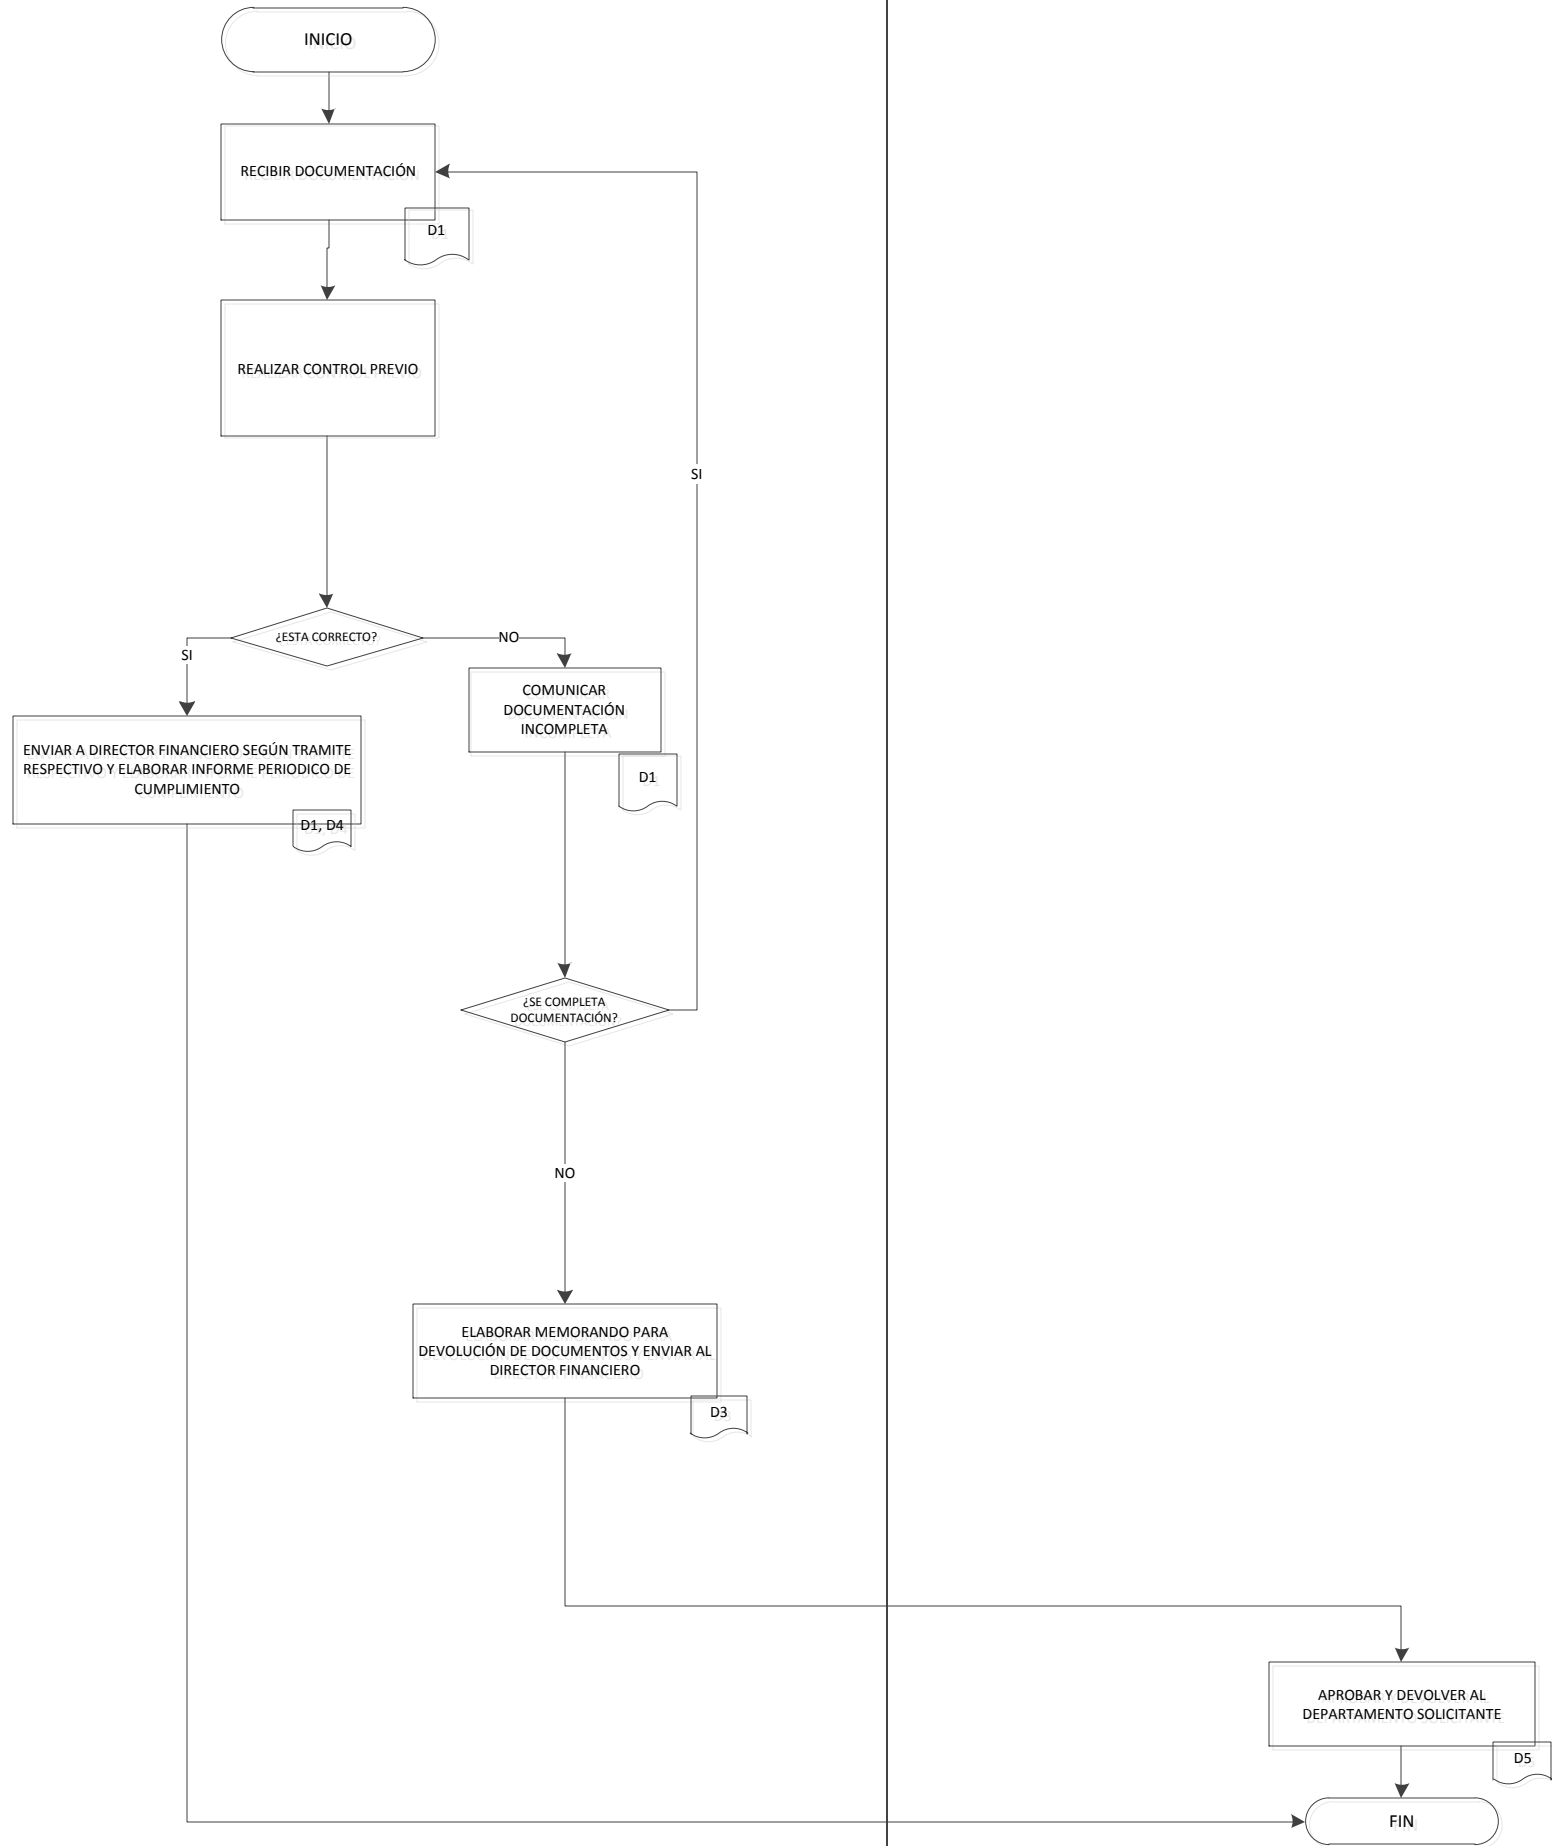 INICIO
RECIBIR DOCUMENTACIÓN
D1
REALIZAR CONTROL PREVIO
SI
¿ESTA CORRECTO?
NO
SI
COMUNICAR
DOCUMENTACIÓN
INCOMPLETA
D1
ENVIAR A DIRECTOR FINANCIERO SEGÚN TRAMITE
RESPECTIVO Y ELABORAR INFORME PERIODICO DE
CUMPLIMIENTO
D1, D4
¿SE COMPLETA
DOCUMENTACIÓN?
NO
ELABORAR MEMORANDO PARA
DEVOLUCIÓN DE DOCUMENTOS Y ENVIAR AL
DIRECTOR FINANCIERO
D3
APROBAR Y DEVOLVER AL
DEPARTAMENTO SOLICITANTE
D5
FIN